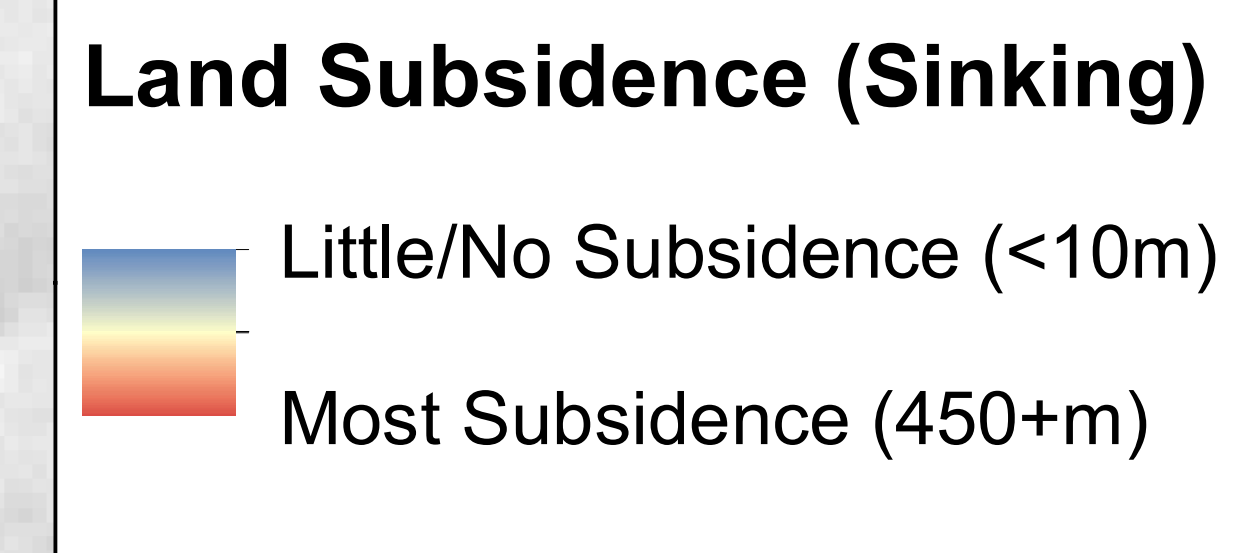 Land Subsidence (Sinking)
Little/No Subsidence (<10m)
Most Subsidence (450+m)